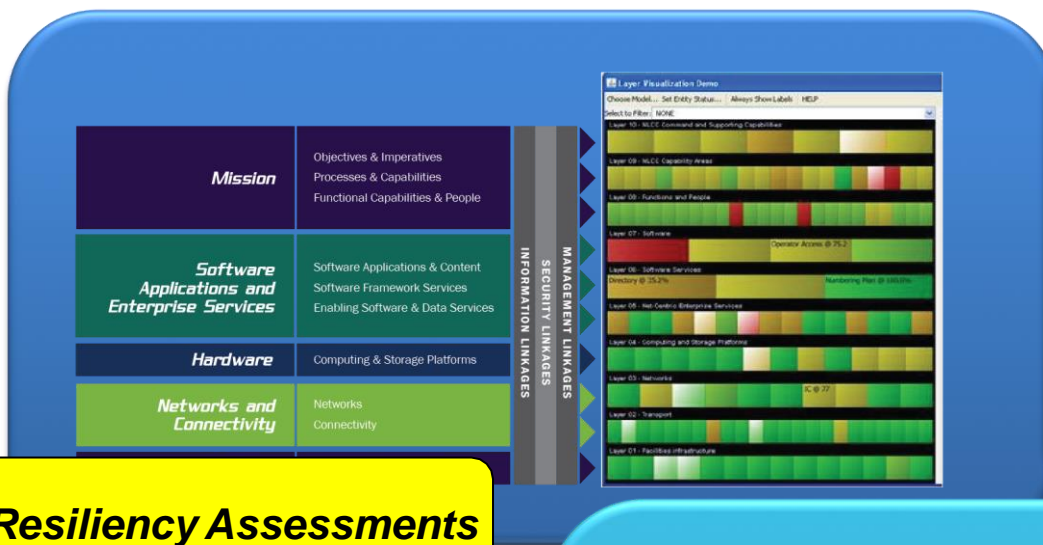 Mission
Objectives & Imperatives
Processes & Capabilities
Functional Capabilities & People
Software
Applications and
Enterprise Services
Software Applications & Content
Software Framework Services
Enabling Software & Data Services
Hardware
Computing & Storage Platforms
Networks and
Connectivity
Networks
Connectivity
INFORMATION LINKAGES
SECURITY LINKAGES
MANAGEMENT LINKAGES
Layer Visualization Demo
Choose Model... Set Entity Status... Always Show Labels HELP
Select to Filter: NONE
Layer 10 - NLCC Command and Supporting Capabilities
Layer 09 - NLCC Capability Areas
Layer 08 - Functions and People
Layer 07 - Software
Operator Access @ 75.2
Layer 06 - Software Services
Directory @ 25.2%
Numbering Plan @ 100.0%
Layer 05 - Net Centric Enterprise Services
Layer 04 - Computing and Storage Platforms
Layer 03 - Networks
IC @ 77
Layer 02 - Transport
Layer 01 - Facilities infrastructure
Resiliency Assessments